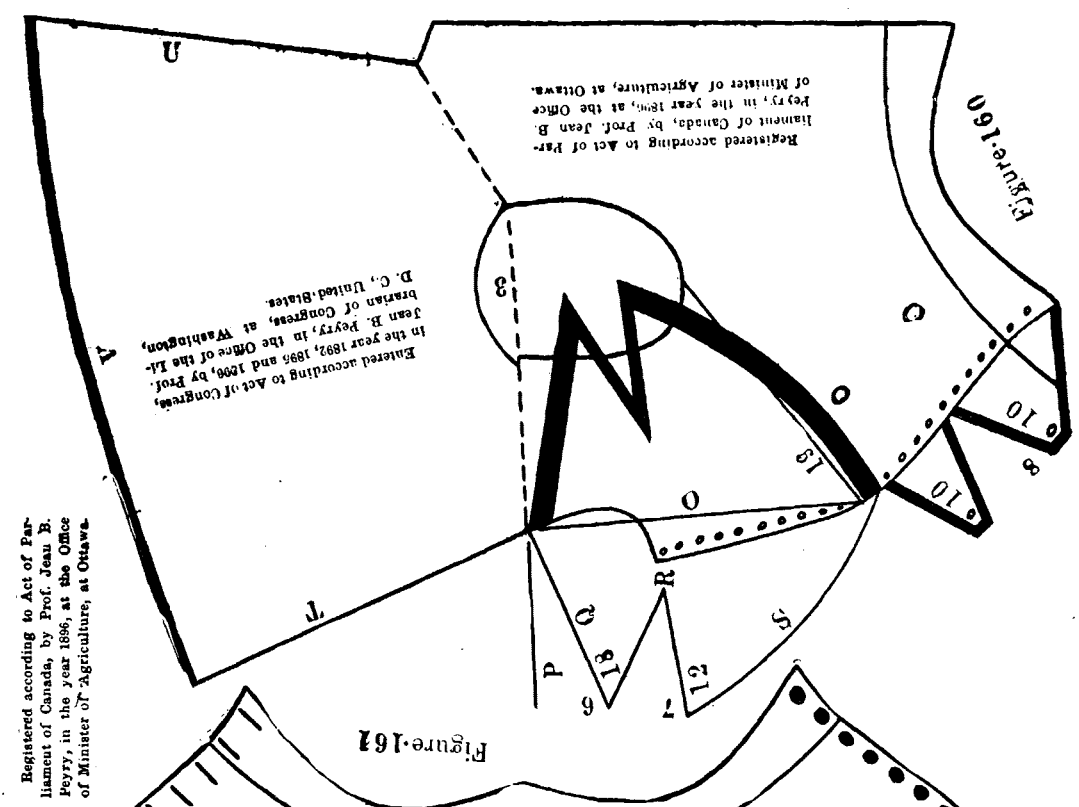 U
Registered according to Act of Par-
liament of Canada, by Prof. Jean B.
Peyry, in the year 1896, at the Office
of Minister of Agriculture, at Ottawa.
Figure·160
3
V
Entered according to Act of Congress,
in the year 1892, 1895 and 1896, by Prof.
Jean B. Peyry, in the Office of the Li-
brarian of Congress, at Washington,
D. C., United·States.
C
O
19
10
8
10
O
Registered according to Act of Par-
liament of Canada, by Prof. Jean B.
Peyry, in the year 1896, at the Office
of Minister of Agriculture, at Ottawa.
T
Q
R
S
P
18
12
6
7
Figure·161